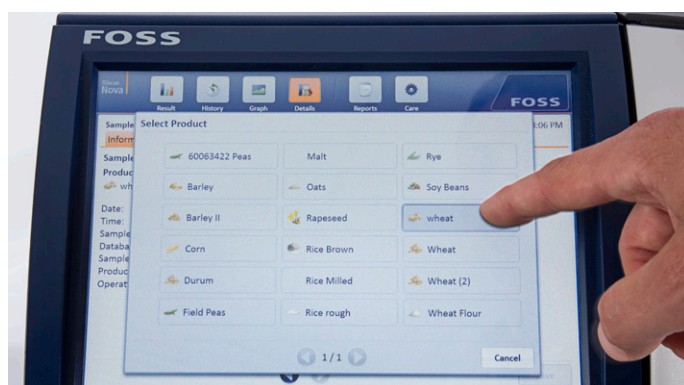 FOSS
Nova
Result History Graph Details Reports Care
FOSS
Sample
Select Product
:06 PM
Inform
Sample
Produc
wh
Date:
Time:
Sample
Databa
Sample
Produc
Operat
60063422 Peas Malt Rye
Barley Oats Soy Beans
Barley II Rapeseed wheat
Corn Rice Brown Wheat
Durum Rice Milled Wheat (2)
Field Peas Rice rough Wheat Flour
1/1
Cancel